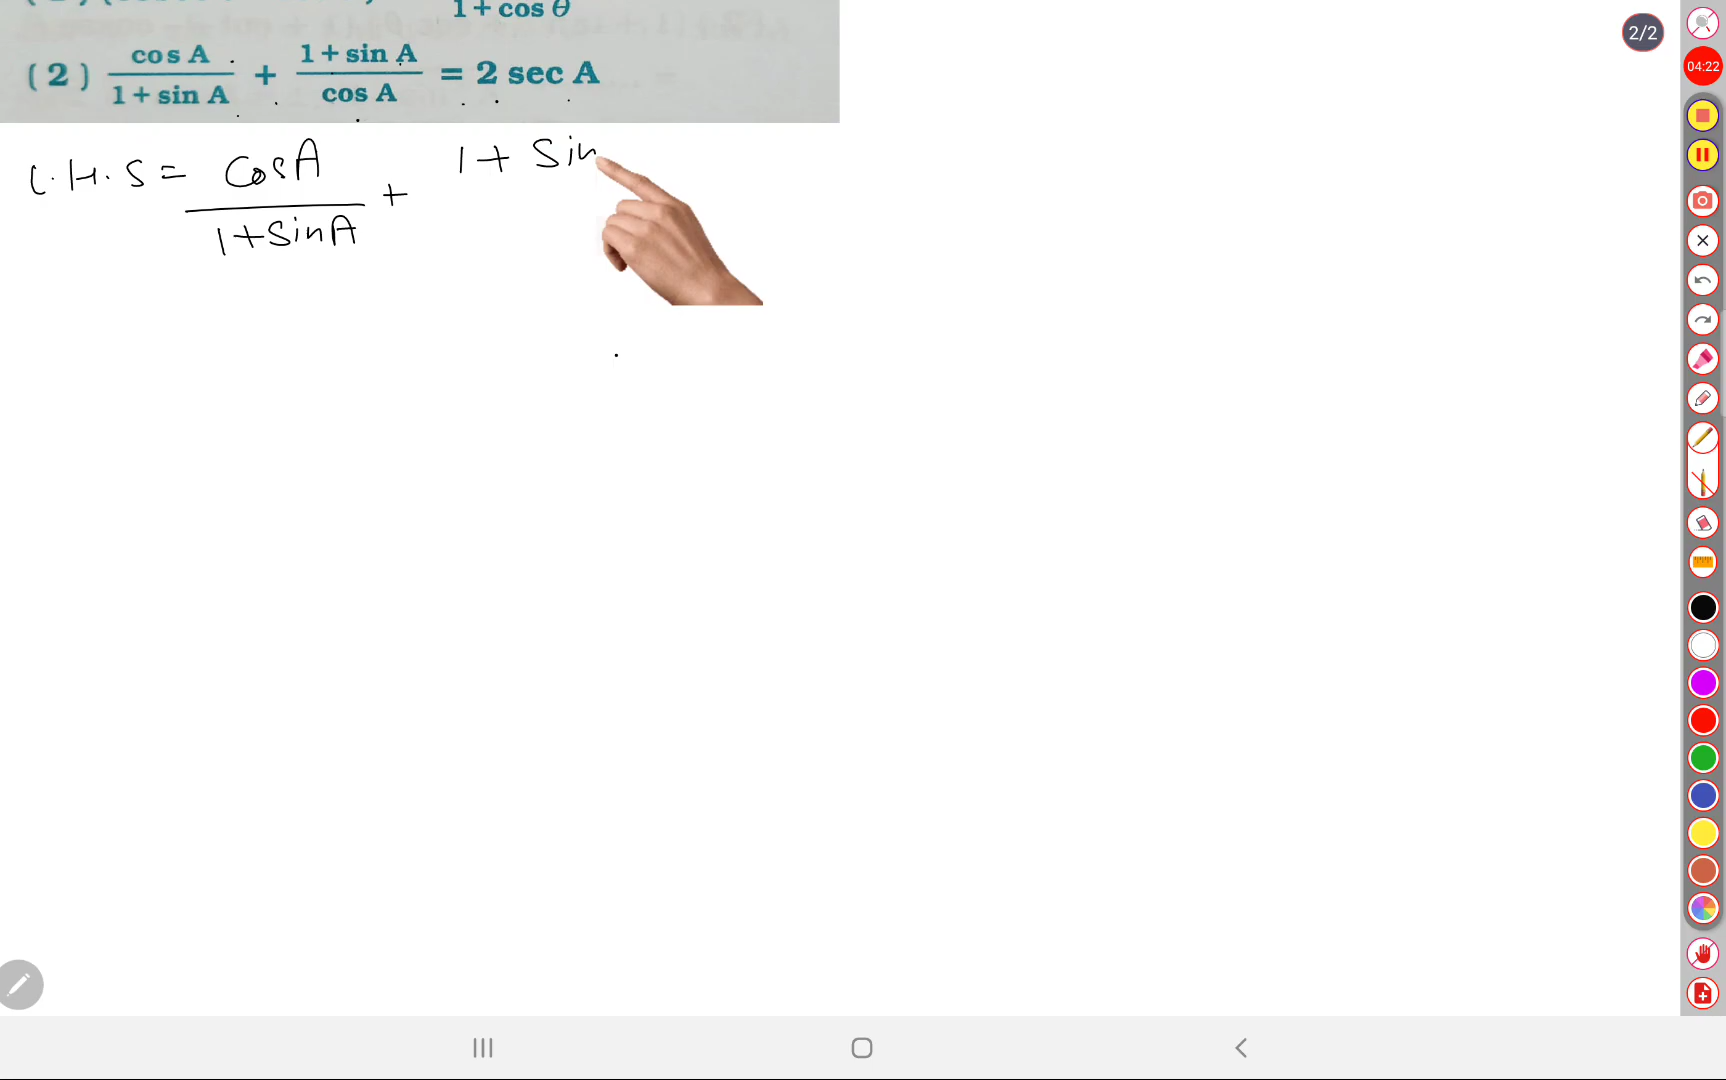 1 + cos θ
2/2
04:22
(2) cos A / 1 + sin A + 1 + sin A / cos A = 2 sec A
L.H.S = CosA / 1+SinA + 1+ Sin